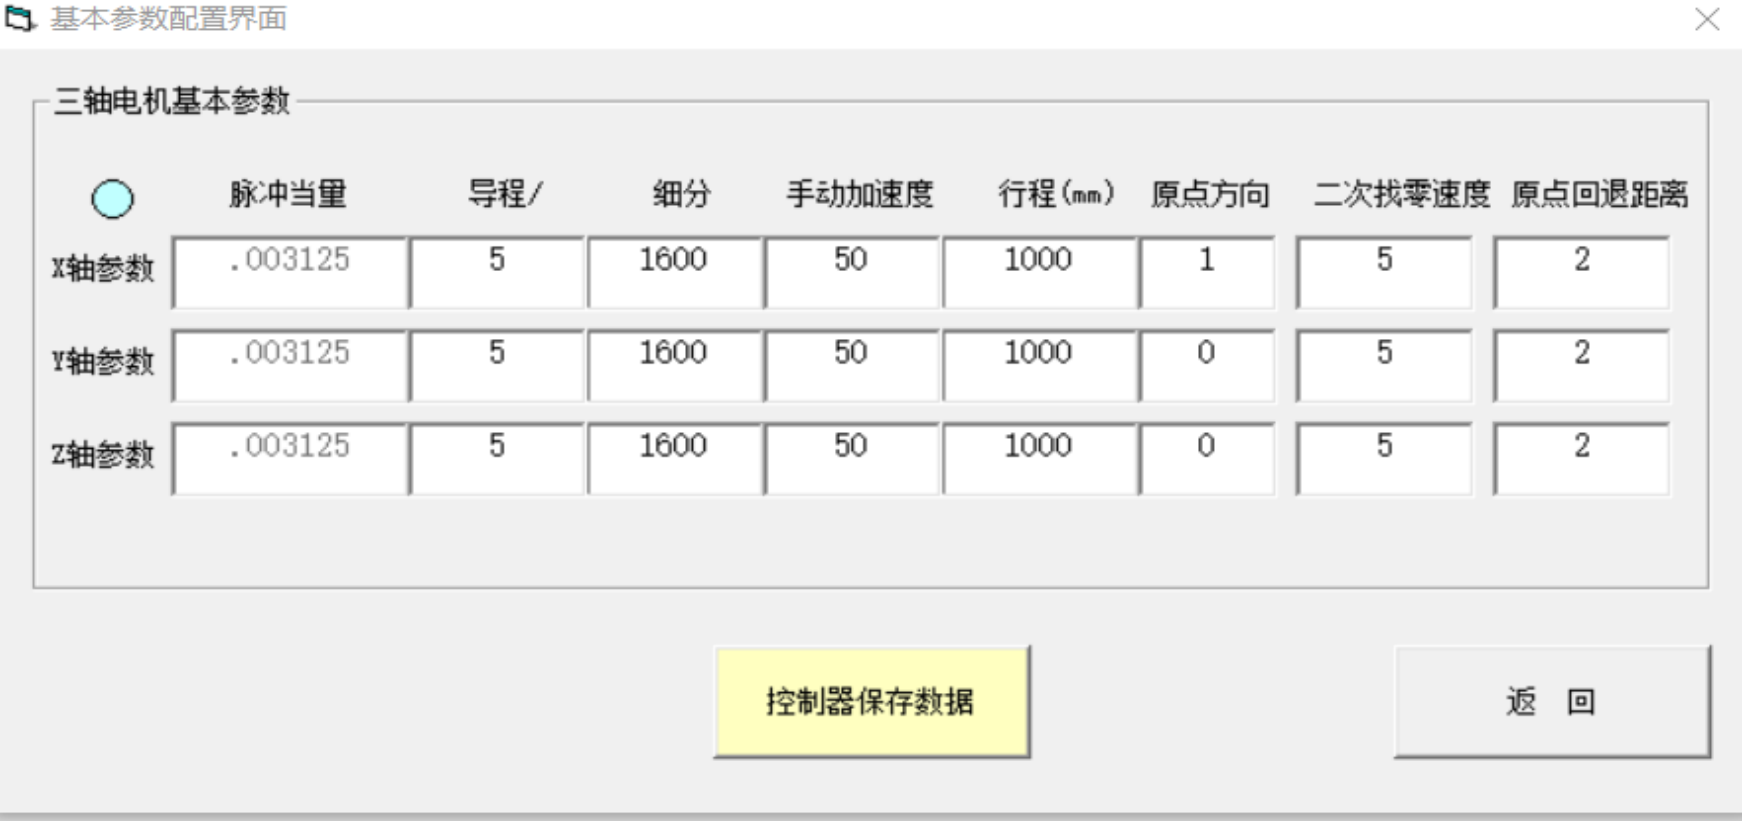 基本参数配置界面
三轴电机基本参数
脉冲当量 导程/ 细分 手动加速度 行程(mm) 原点方向 二次找零速度 原点回退距离
X轴参数 .003125 5 1600 50 1000 1 5 2
Y轴参数 .003125 5 1600 50 1000 0 5 2
Z轴参数 .003125 5 1600 50 1000 0 5 2
控制器保存数据 返 回